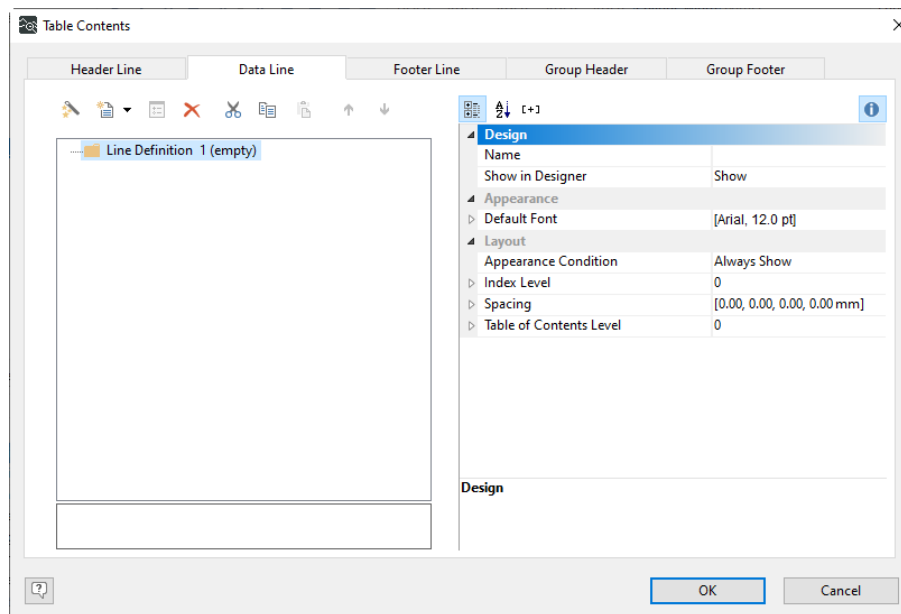 Table Contents
Header Line
Data Line
Footer Line
Group Header
Group Footer
Line Definition 1 (empty)
Design
Name
Show in Designer Show
Appearance
Default Font [Arial, 12.0 pt]
Layout
Appearance Condition Always Show
Index Level 0
Spacing [0.00, 0.00, 0.00, 0.00 mm]
Table of Contents Level 0
Design
OK
Cancel